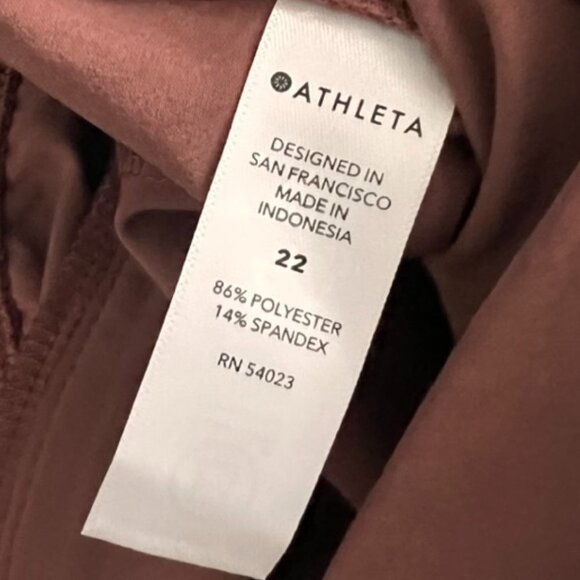 ATHLETA
DESIGNED IN
SAN FRANCISCO
MADE IN
INDONESIA
22
86% POLYESTER
14% SPANDEX
RN 54023